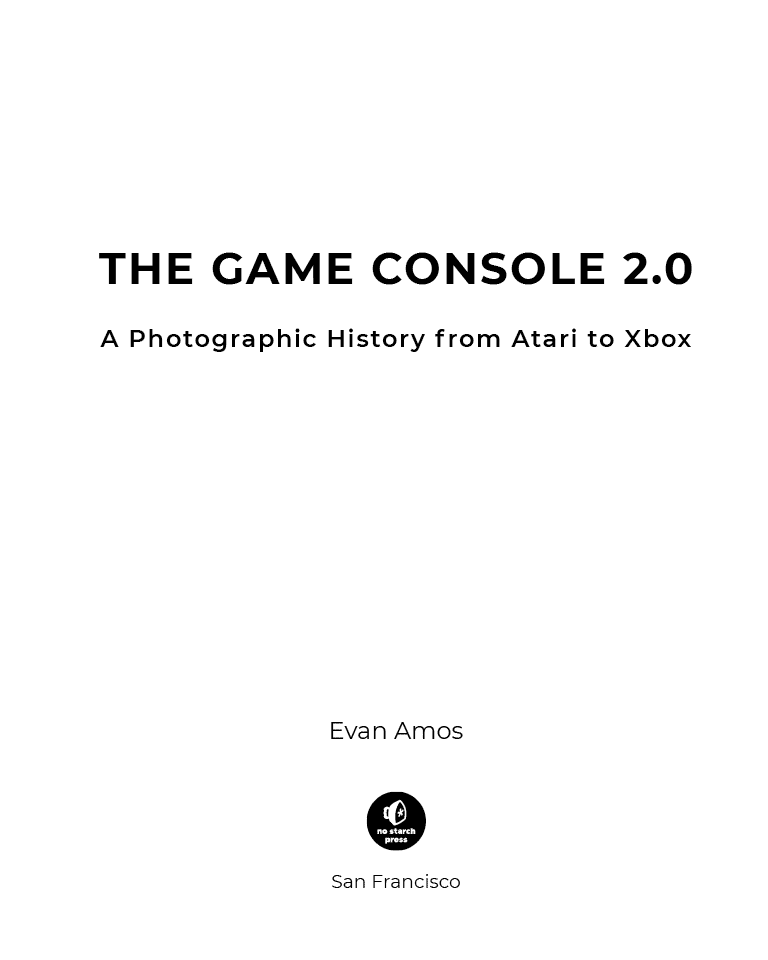 THE GAME CONSOLE 2.0
A Photographic History from Atari to Xbox
Evan Amos
no starch
press
San Francisco